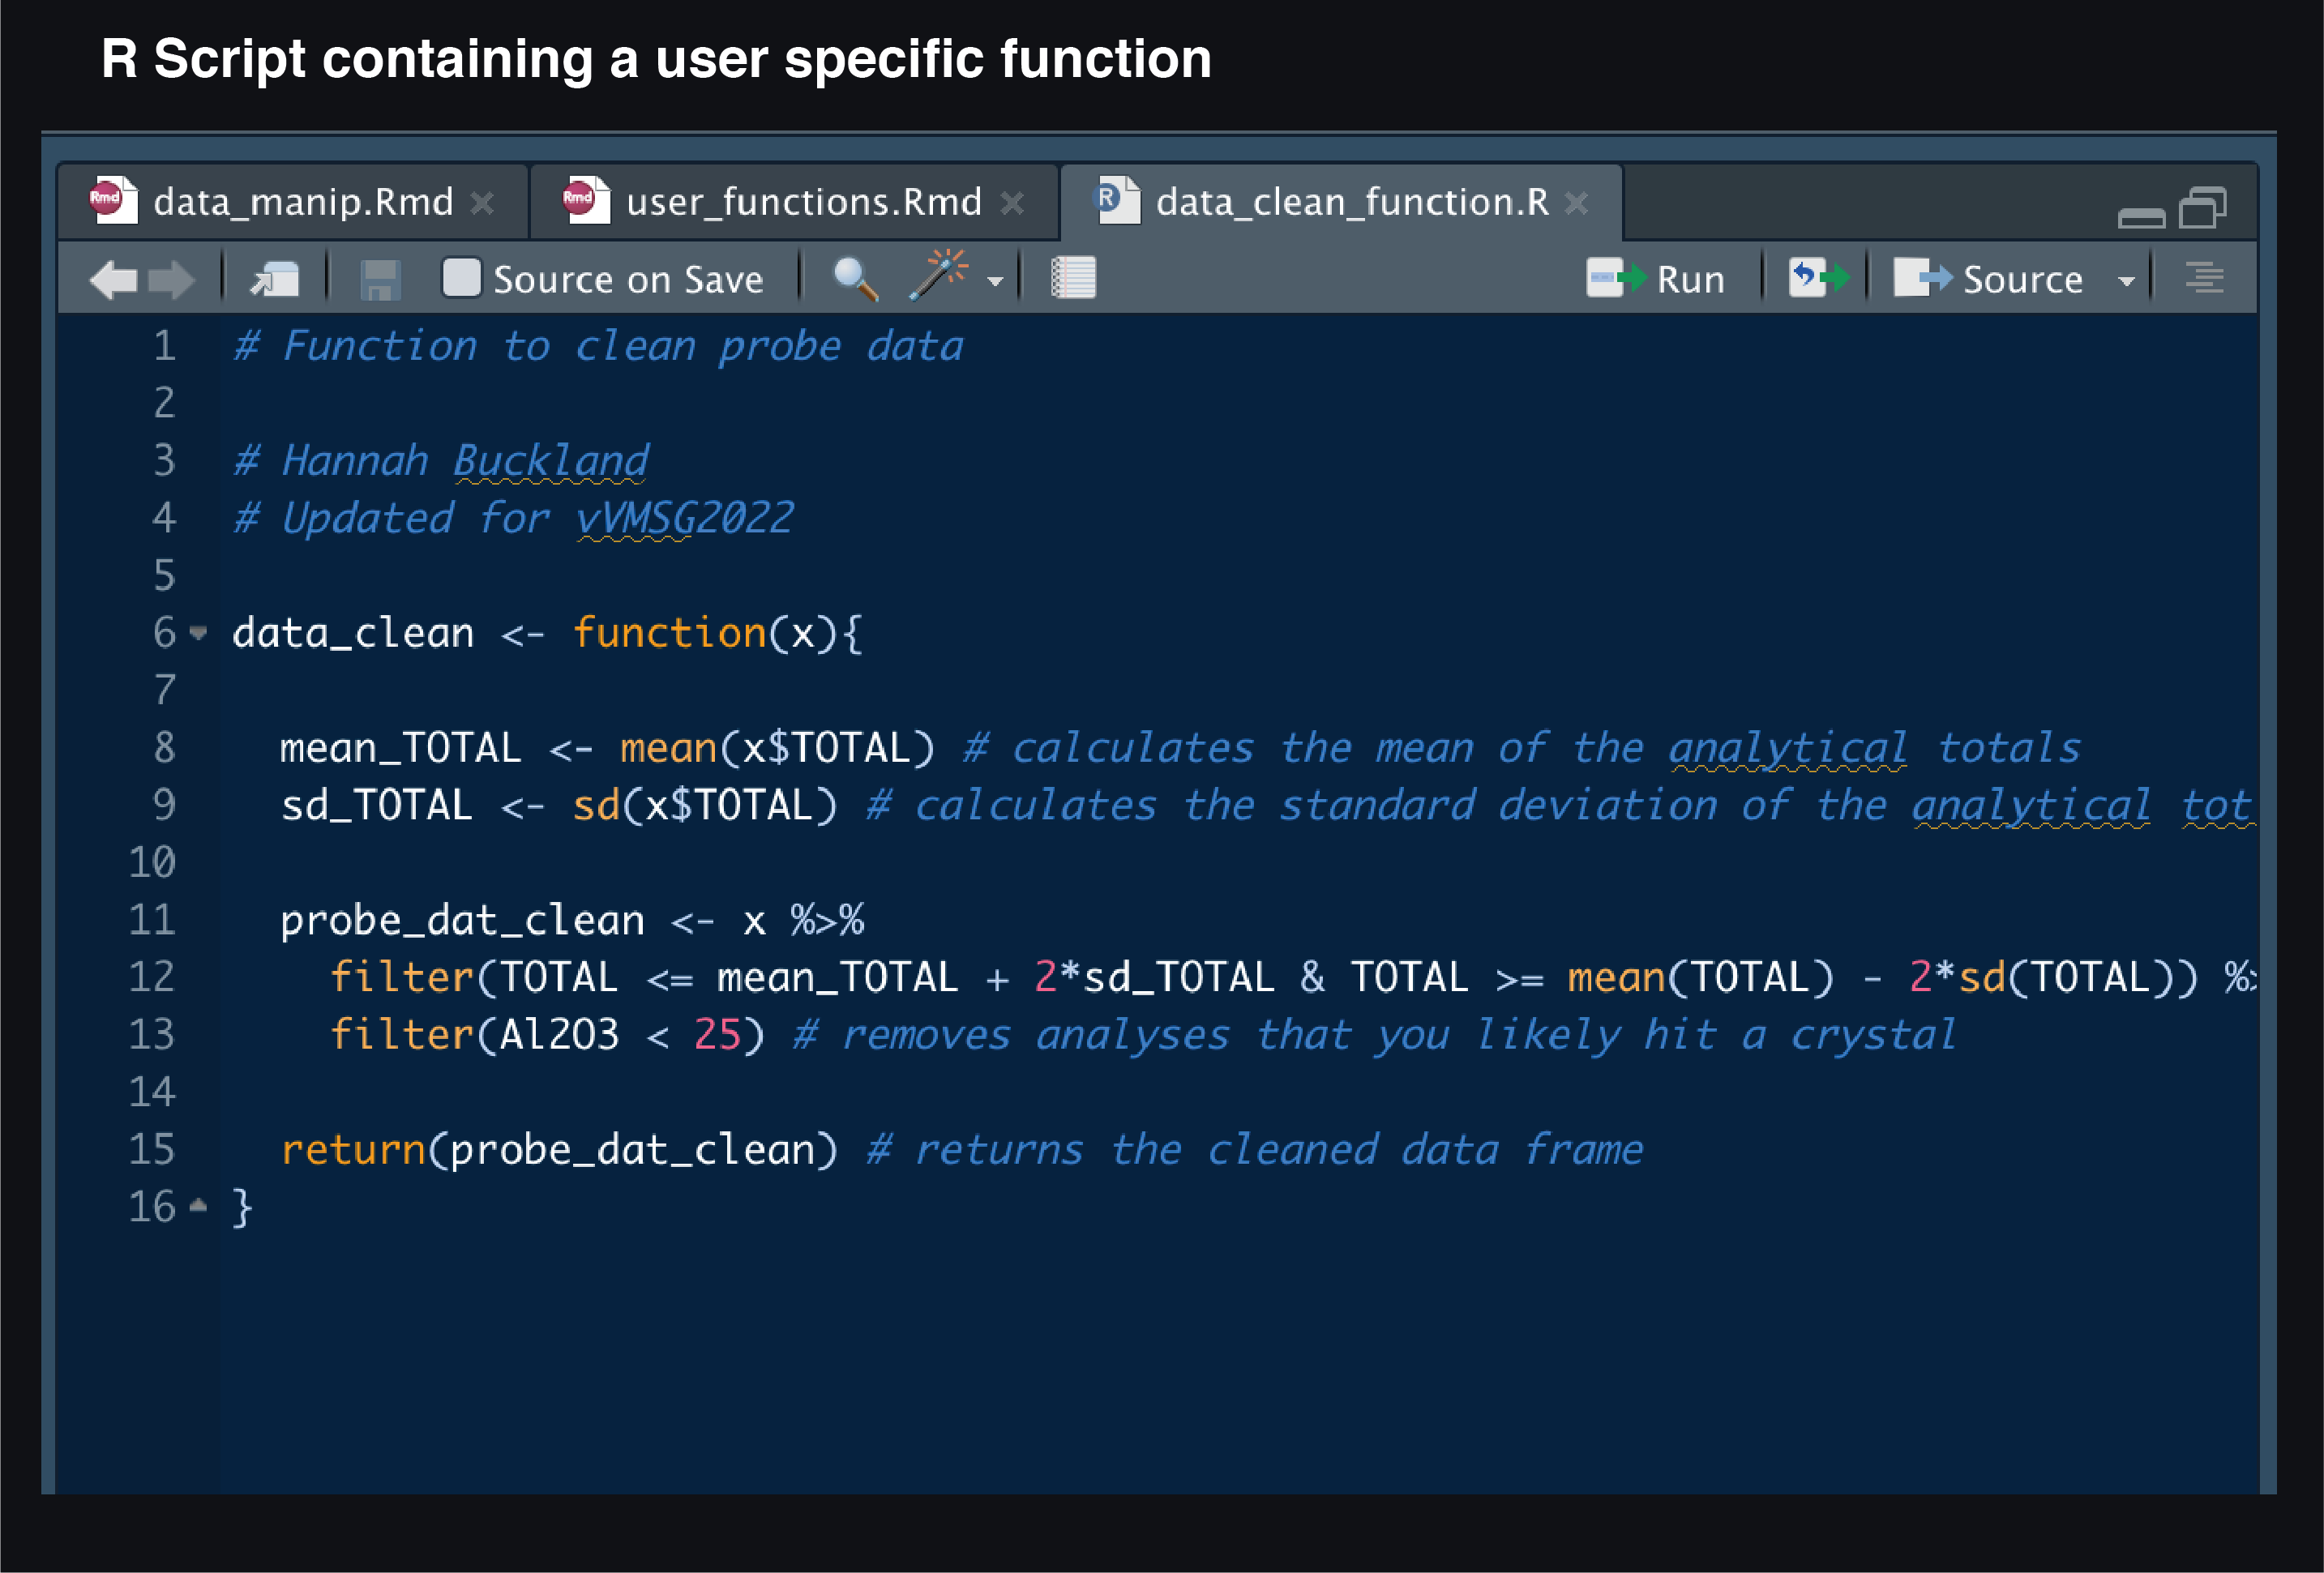 R Script containing a user specific function
data_manip.Rmd user_functions.Rmd data_clean_function.R
Source on Save Run Source
1 # Function to clean probe data
2
3 # Hannah Buckland
4 # Updated for vVMSG2022
5
6 data_clean <- function(x){
7
8 mean_TOTAL <- mean(x$TOTAL) # calculates the mean of the analytical totals
9 sd_TOTAL <- sd(x$TOTAL) # calculates the standard deviation of the analytical tot
10
11 probe_dat_clean <- x %>%
12 filter(TOTAL <= mean_TOTAL + 2*sd_TOTAL & TOTAL >= mean(TOTAL) - 2*sd(TOTAL)) %>
13 filter(Al2O3 < 25) # removes analyses that you likely hit a crystal
14
15 return(probe_dat_clean) # returns the cleaned data frame
16 }